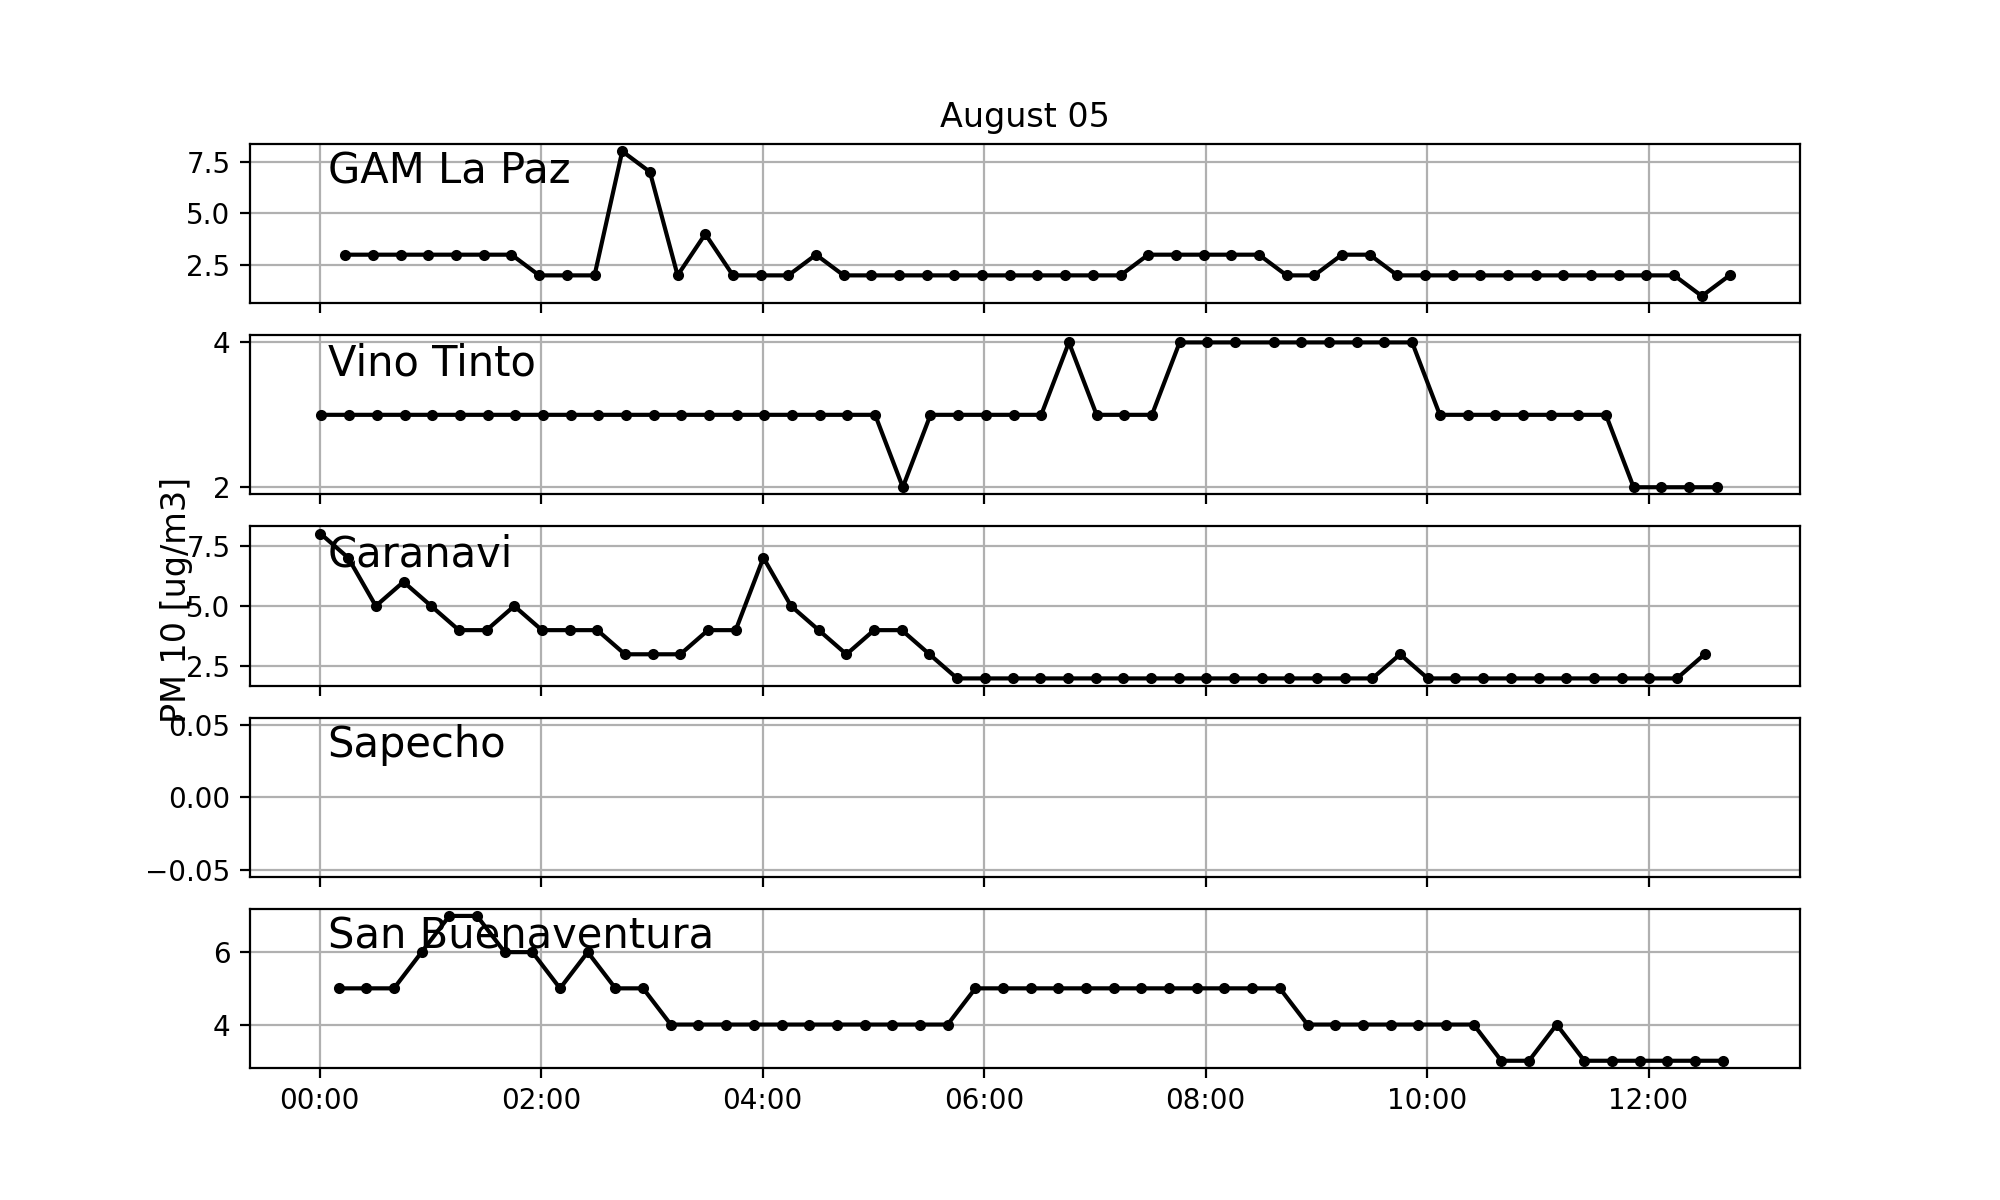 August 05
7.5
GAM La Paz
5.0
2.5
4
Vino Tinto
2
PM 10 [ug/m3]
7.5
Caranavi
5.0
2.5
0.05
Sapecho
0.00
−0.05
San Buenaventura
6
4
00:00 02:00 04:00 06:00 08:00 10:00 12:00